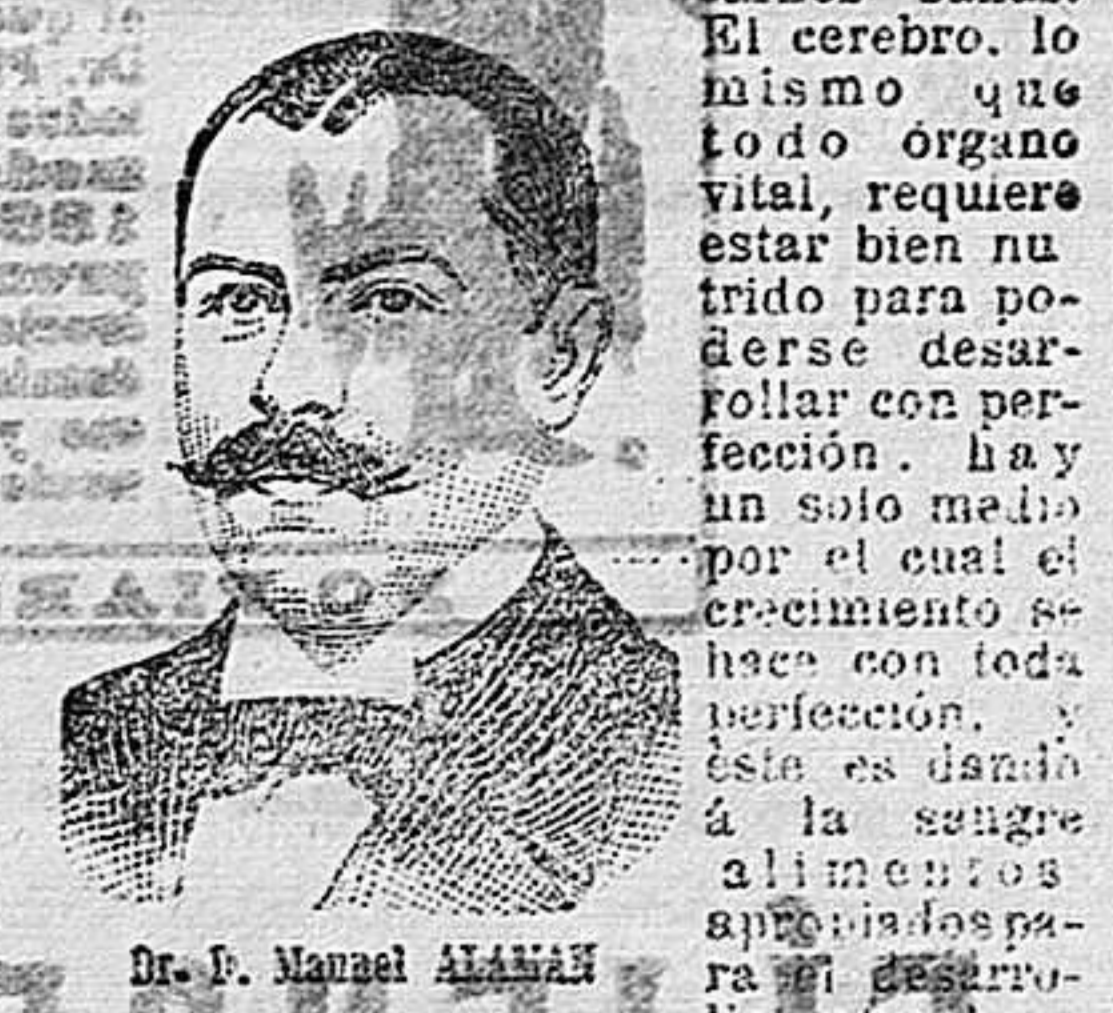 El cerebro, lo
mismo que
todo órgano
vital, requiere
estar bien nu
trido para po-
derse desar-
rollar con per-
fección. hay
un solo medio
por el cual el
crecimiento se
hace con toda
perfección, y
éste es dando
á la sangre
alimentos
apropiados pa-
ra el desarro-
Dr. D. Manuel ALAMAN